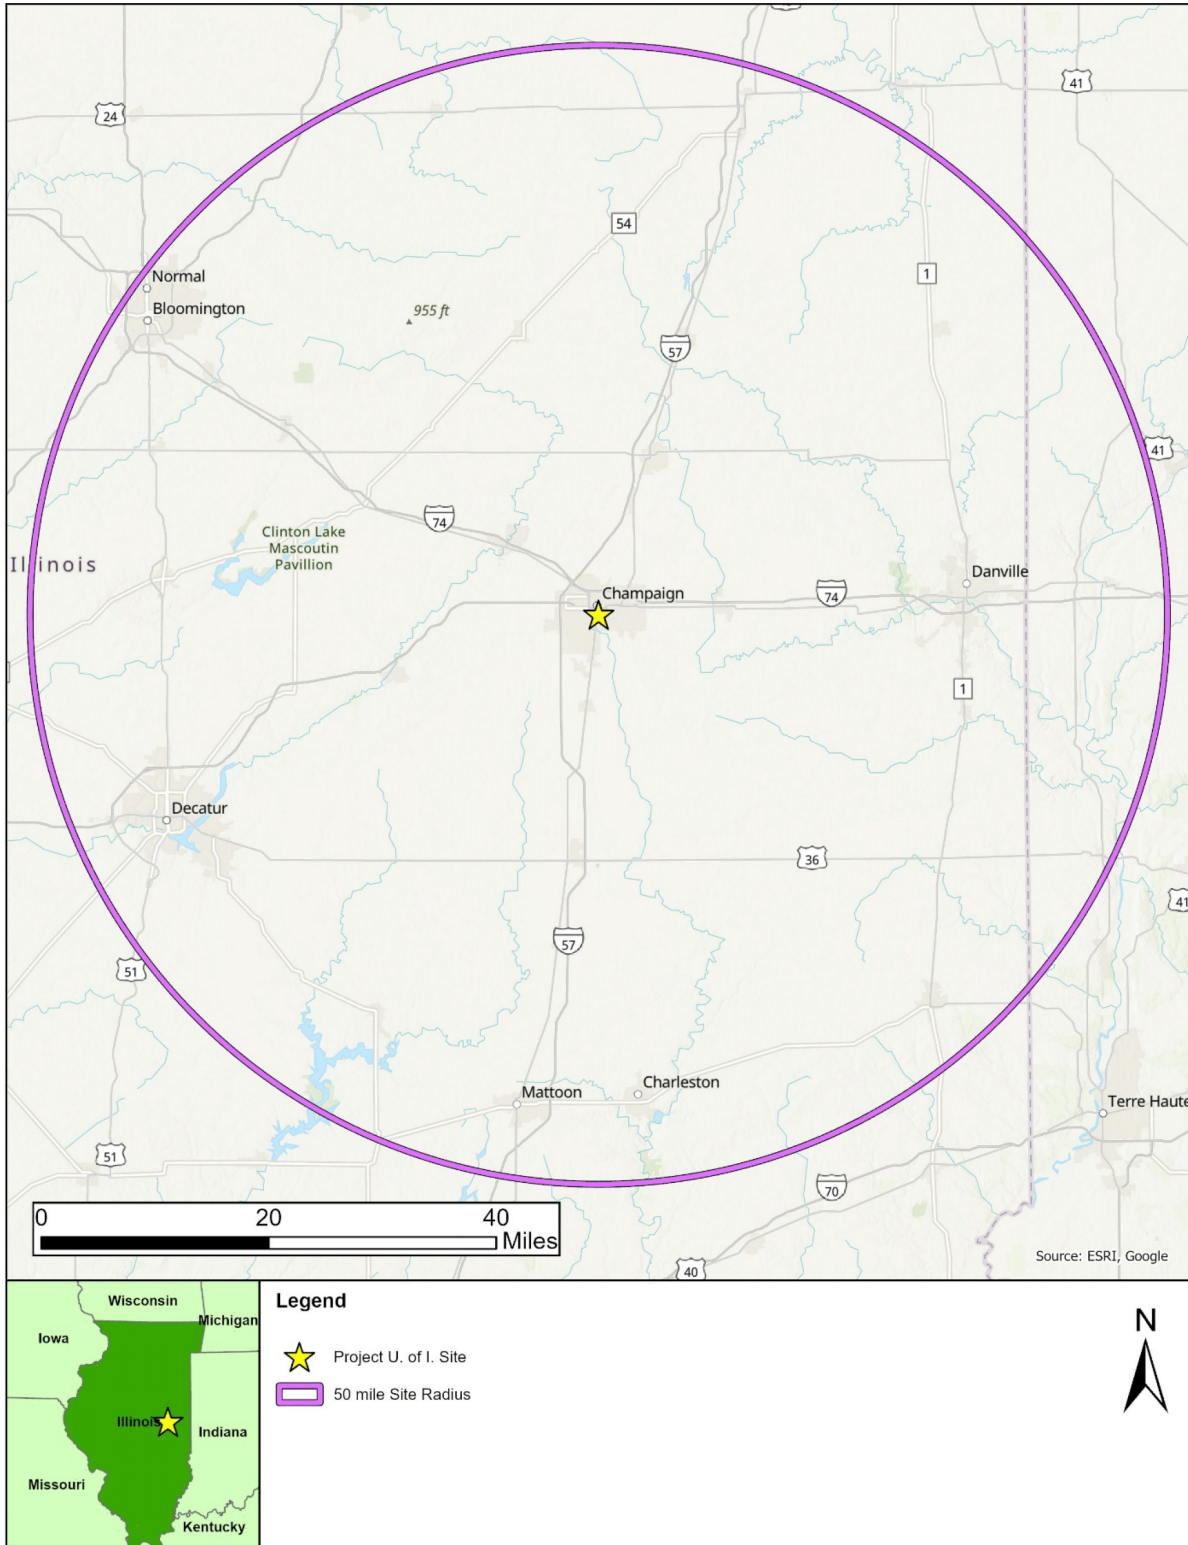 24
41
54
1
Normal
Bloomington
955 ft
57
41
74
Clinton Lake
Mascoutin
Pavillion
Illinois
Danville
74
Champaign
1
Decatur
36
41
57
51
Charleston
Mattoon
Terre Haute
51
70
0 20 40
Miles
40
Source: ESRI, Google
Wisconsin
Michigan
Iowa
Illinois
Indiana
Missouri
Kentucky
Legend
Project U. of I. Site
50 mile Site Radius
N